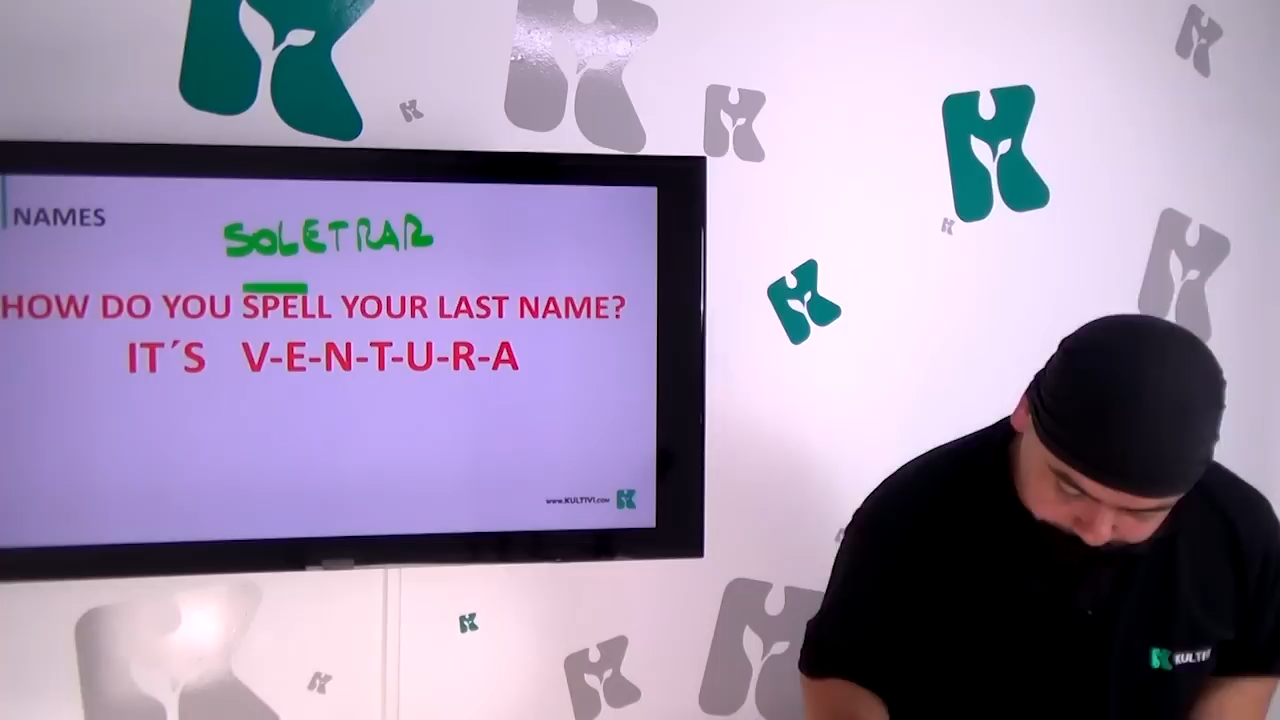 NAMES
SOLETRAR
HOW DO YOU SPELL YOUR LAST NAME?
IT´S V-E-N-T-U-R-A
www.KULTIVI.COM
KULTIVI